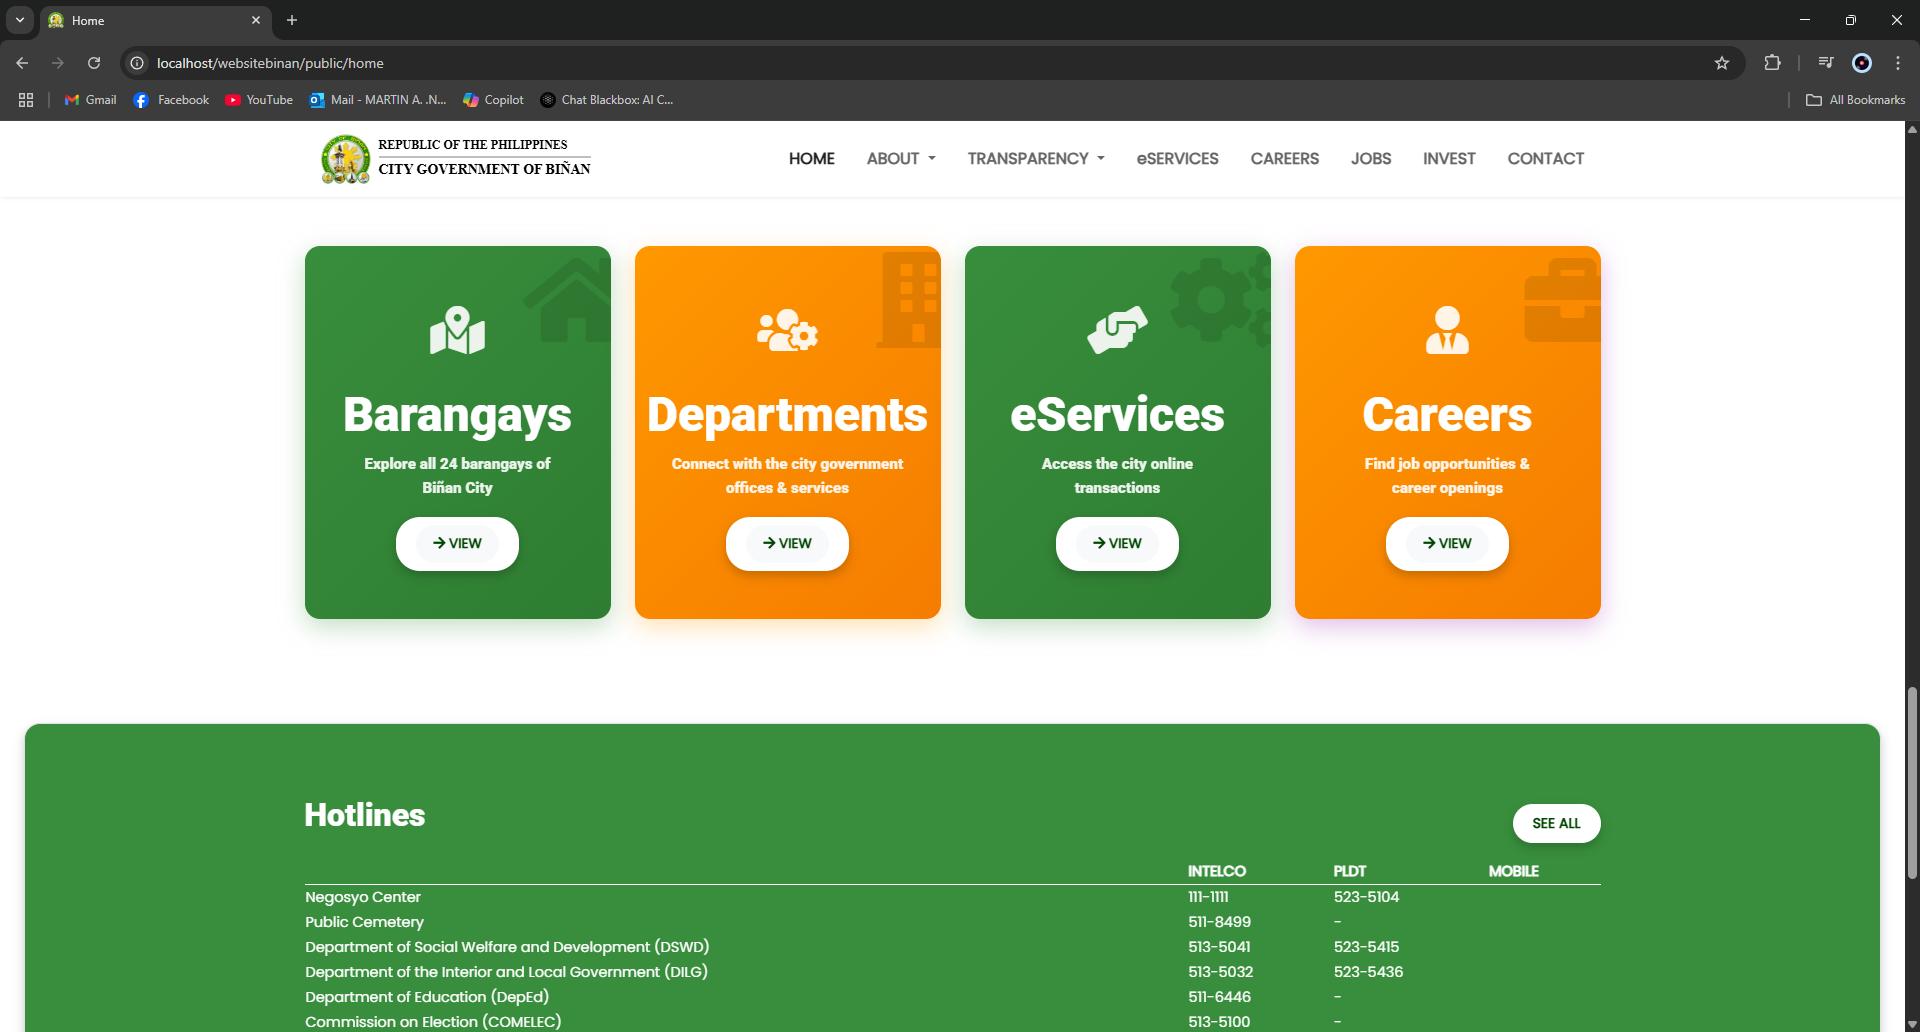 Home
localhost/websitebinan/public/home
Gmail
Facebook
YouTube
Mail - MARTIN A. .N...
Copilot
Chat Blackbox: AI C...
All Bookmarks
REPUBLIC OF THE PHILIPPINES
CITY GOVERNMENT OF BIÑAN
HOME
ABOUT
TRANSPARENCY
eSERVICES
CAREERS
JOBS
INVEST
CONTACT
Barangays
Explore all 24 barangays of
Biñan City
VIEW
Departments
Connect with the city government
offices & services
VIEW
eServices
Access the city online
transactions
VIEW
Careers
Find job opportunities &
career openings
VIEW
Hotlines
SEE ALL
INTELCO PLDT MOBILE
Negosyo Center 111-1111 523-5104
Public Cemetery 511-8499 -
Department of Social Welfare and Development (DSWD) 513-5041 523-5415
Department of the Interior and Local Government (DILG) 513-5032 523-5436
Department of Education (DepEd) 511-6446 -
Commission on Election (COMELEC) 513-5100 -